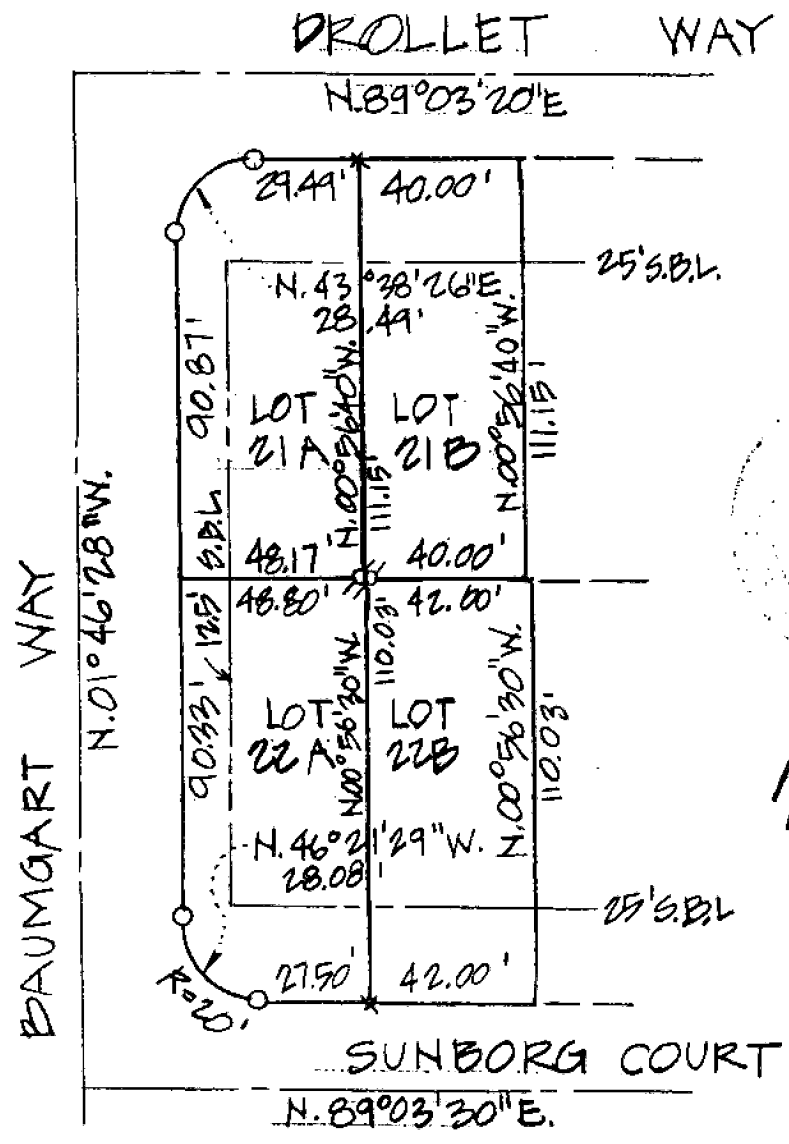 DROLLET WAY
N.89°03'20"E
29.49' 40.00'
25'S.B.L.
N.43°38'26"E.
28.49'
90.87'
LOT
21A
N.00°56'40"W.
111.15'
LOT
21B
N.00°56'40"W.
111.15'
12.5' S.B.L
48.17' 40.00'
48.80' 42.00'
N.01°46'28"W.
BAUMGART WAY
90.33'
LOT
22A
N.00°56'30"W.
110.03'
LOT
22B
N.00°56'30"W.
110.03'
N.46°21'29"W.
28.08'
25'S.B.L
R=20'
27.50' 42.00'
SUNBORG COURT
N.89°03'30"E.